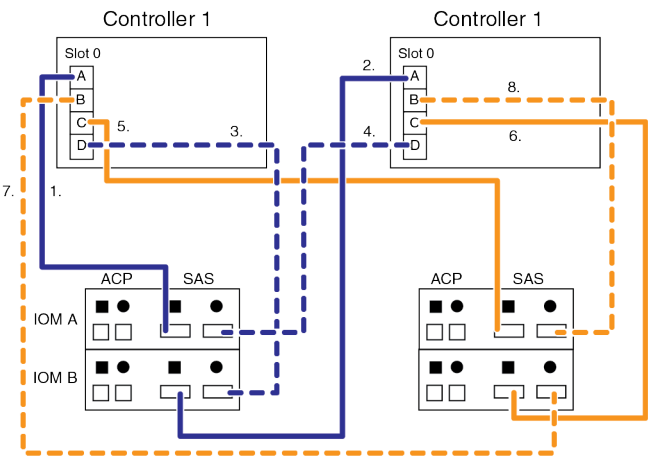 Controller 1 Controller 1
Slot 0 Slot 0
2.
A A
B B 8.
C 5. C
3. 4. 6.
D D
7. 1.
ACP SAS ACP SAS
IOM A
IOM B